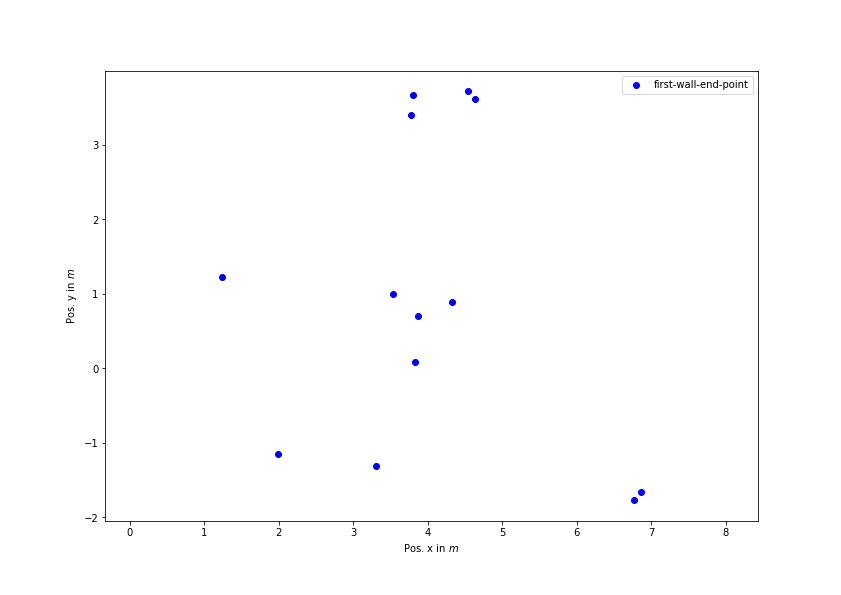 first-wall-end-point
Pos. y in m
3
2
1
0
−1
−2
0 1 2 3 4 5 6 7 8
Pos. x in m